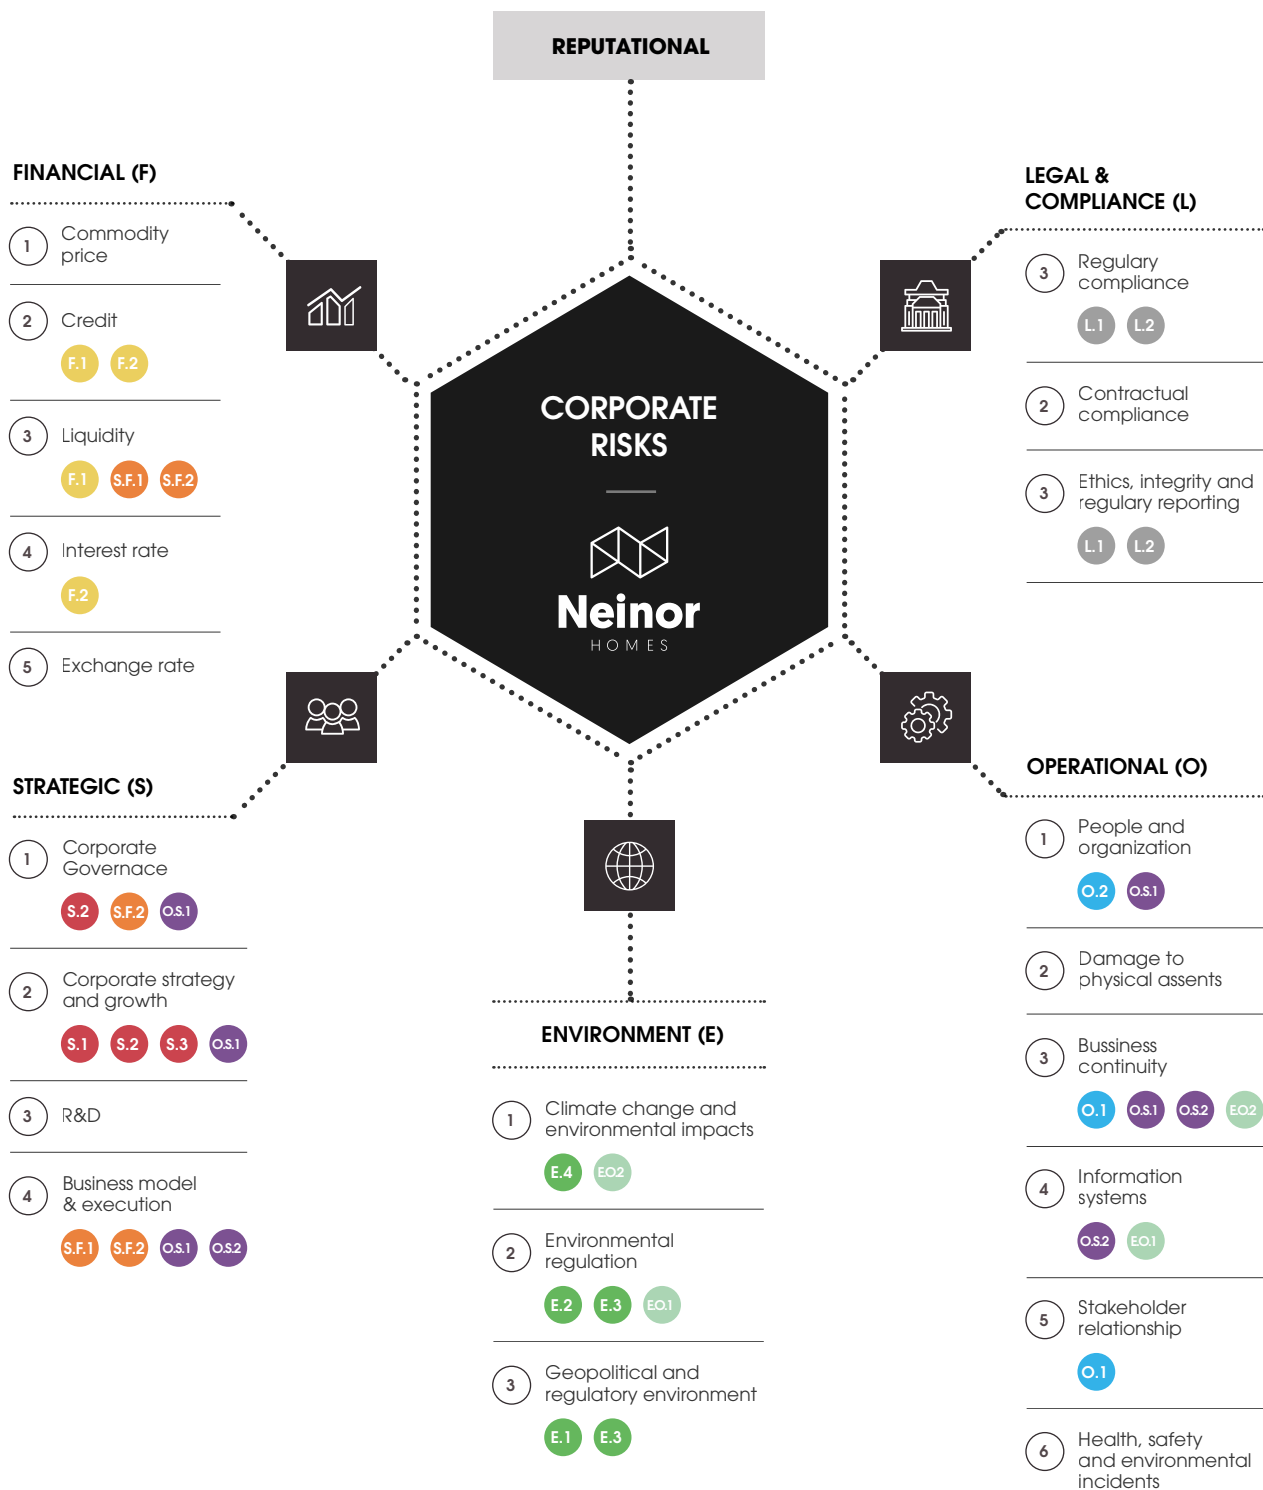 REPUTATIONAL
FINANCIAL (F)
1
Commodity
price
2
Credit
F.1 F.2
3
Liquidity
F.1 S.F.1 S.F.2
4
Interest rate
F.2
5
Exchange rate
STRATEGIC (S)
1
Corporate
Governace
S.2 S.F.2 O.S.1
2
Corporate strategy
and growth
S.1 S.2 S.3 O.S.1
3
R&D
4
Business model
& execution
S.F.1 S.F.2 O.S.1 O.S.2
CORPORATE
RISKS
Neinor
HOMES
ENVIRONMENT (E)
1
Climate change and
environmental impacts
E.4 E.O.2
2
Environmental
regulation
E.2 E.3 E.O.1
3
Geopolitical and
regulatory environment
E.1 E.3
LEGAL &
COMPLIANCE (L)
3
Regulary
compliance
L.1 L.2
2
Contractual
compliance
3
Ethics, integrity and
regulary reporting
L.1 L.2
OPERATIONAL (O)
1
People and
organization
O.2 O.S.1
2
Damage to
physical assents
3
Bussiness
continuity
O.1 O.S.1 O.S.2 E.O.2
4
Information
systems
O.S.2 E.O.1
5
Stakeholder
relationship
O.1
6
Health, safety
and environmental
incidents